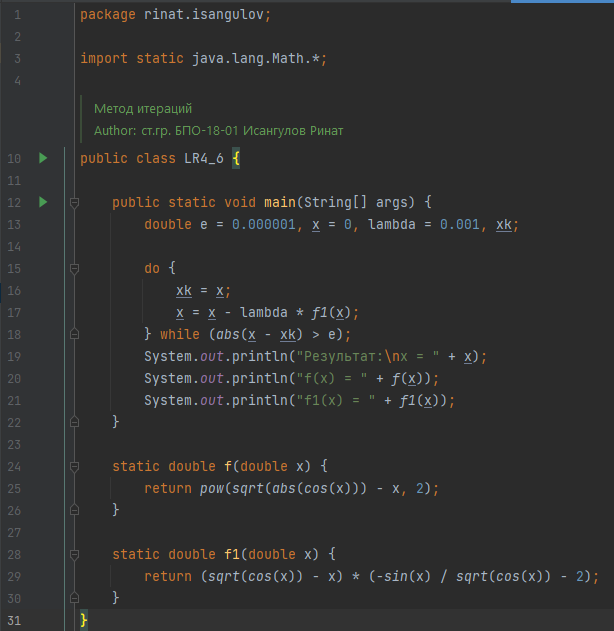 1 package rinat.isangulov;
2
3 import static java.lang.Math.*;
4
Метод итераций
Author: ст.гр. БПО-18-01 Исангулов Ринат
10 public class LR4_6 {
11
12     public static void main(String[] args) {
13         double e = 0.000001, x = 0, lambda = 0.001, xk;
14
15         do {
16             xk = x;
17             x = x - lambda * f1(x);
18         } while (abs(x - xk) > e);
19         System.out.println("Результат:\nx = " + x);
20         System.out.println("f(x) = " + f(x));
21         System.out.println("f1(x) = " + f1(x));
22     }
23
24     static double f(double x) {
25         return pow(sqrt(abs(cos(x))) - x, 2);
26     }
27
28     static double f1(double x) {
29         return (sqrt(cos(x)) - x) * (-sin(x) / sqrt(cos(x)) - 2);
30     }
31 }